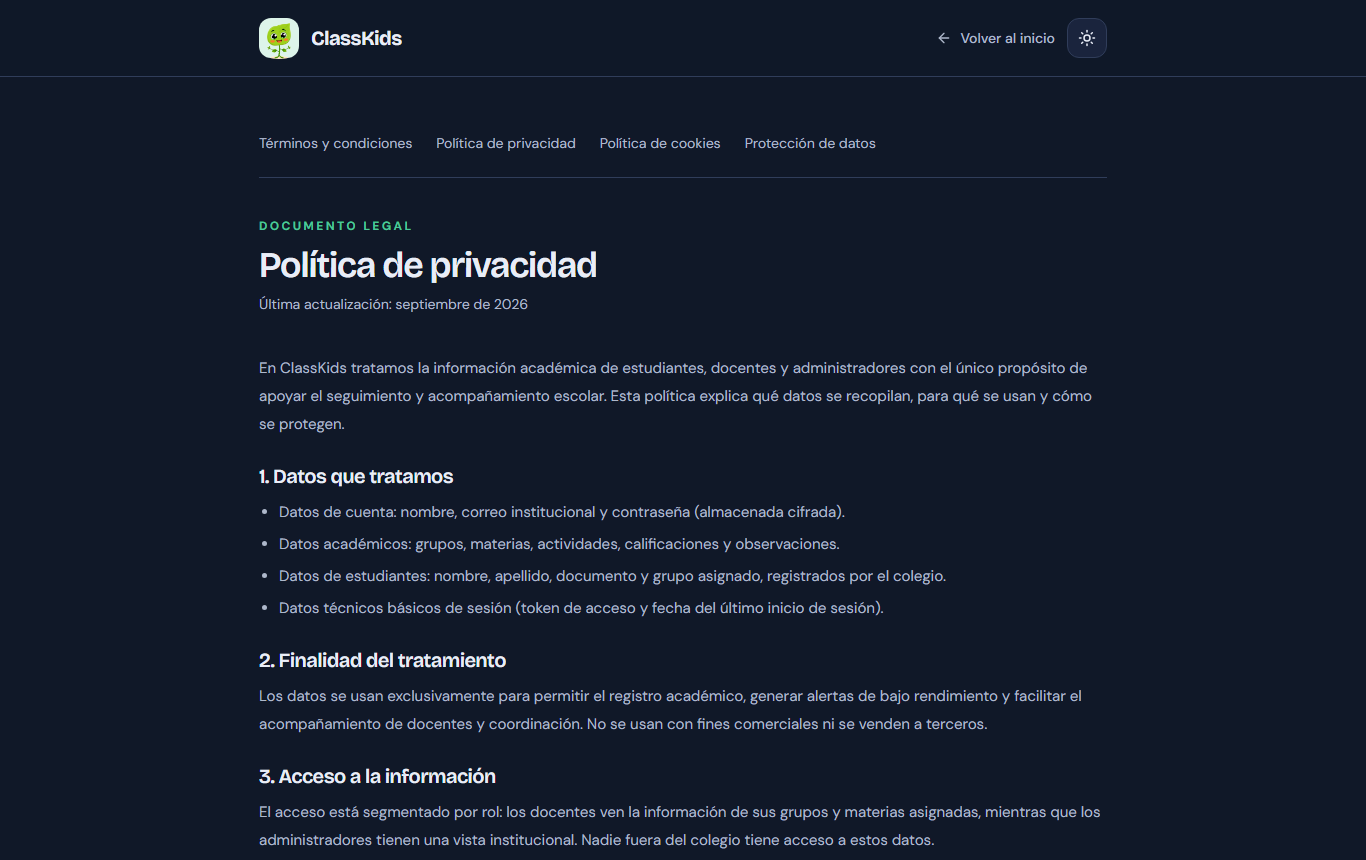 ClassKids
Volver al inicio
Términos y condiciones Política de privacidad Política de cookies Protección de datos
DOCUMENTO LEGAL
Política de privacidad
Última actualización: septiembre de 2026
En ClassKids tratamos la información académica de estudiantes, docentes y administradores con el único propósito de
apoyar el seguimiento y acompañamiento escolar. Esta política explica qué datos se recopilan, para qué se usan y cómo
se protegen.
1. Datos que tratamos
• Datos de cuenta: nombre, correo institucional y contraseña (almacenada cifrada).
• Datos académicos: grupos, materias, actividades, calificaciones y observaciones.
• Datos de estudiantes: nombre, apellido, documento y grupo asignado, registrados por el colegio.
• Datos técnicos básicos de sesión (token de acceso y fecha del último inicio de sesión).
2. Finalidad del tratamiento
Los datos se usan exclusivamente para permitir el registro académico, generar alertas de bajo rendimiento y facilitar el
acompañamiento de docentes y coordinación. No se usan con fines comerciales ni se venden a terceros.
3. Acceso a la información
El acceso está segmentado por rol: los docentes ven la información de sus grupos y materias asignadas, mientras que los
administradores tienen una vista institucional. Nadie fuera del colegio tiene acceso a estos datos.